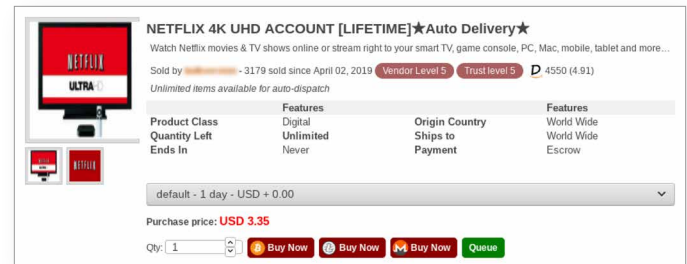 NETFLIX 4K UHD ACCOUNT [LIFETIME]★Auto Delivery★
Watch Netflix movies & TV shows online or stream right to your smart TV, game console, PC, Mac, mobile, tablet and more…
NETFLIX
ULTRA HD
Sold by - 3179 sold since April 02, 2019 Vendor Level 5 Trust level 5 D 4550 (4.91)
Unlimited items available for auto-dispatch
Features Features
Product Class Digital Origin Country World Wide
Quantity Left Unlimited Ships to World Wide
Ends In Never Payment Escrow
NETFLIX
default - 1 day - USD + 0.00
Purchase price: USD 3.35
Qty: 1 Buy Now Buy Now Buy Now Queue